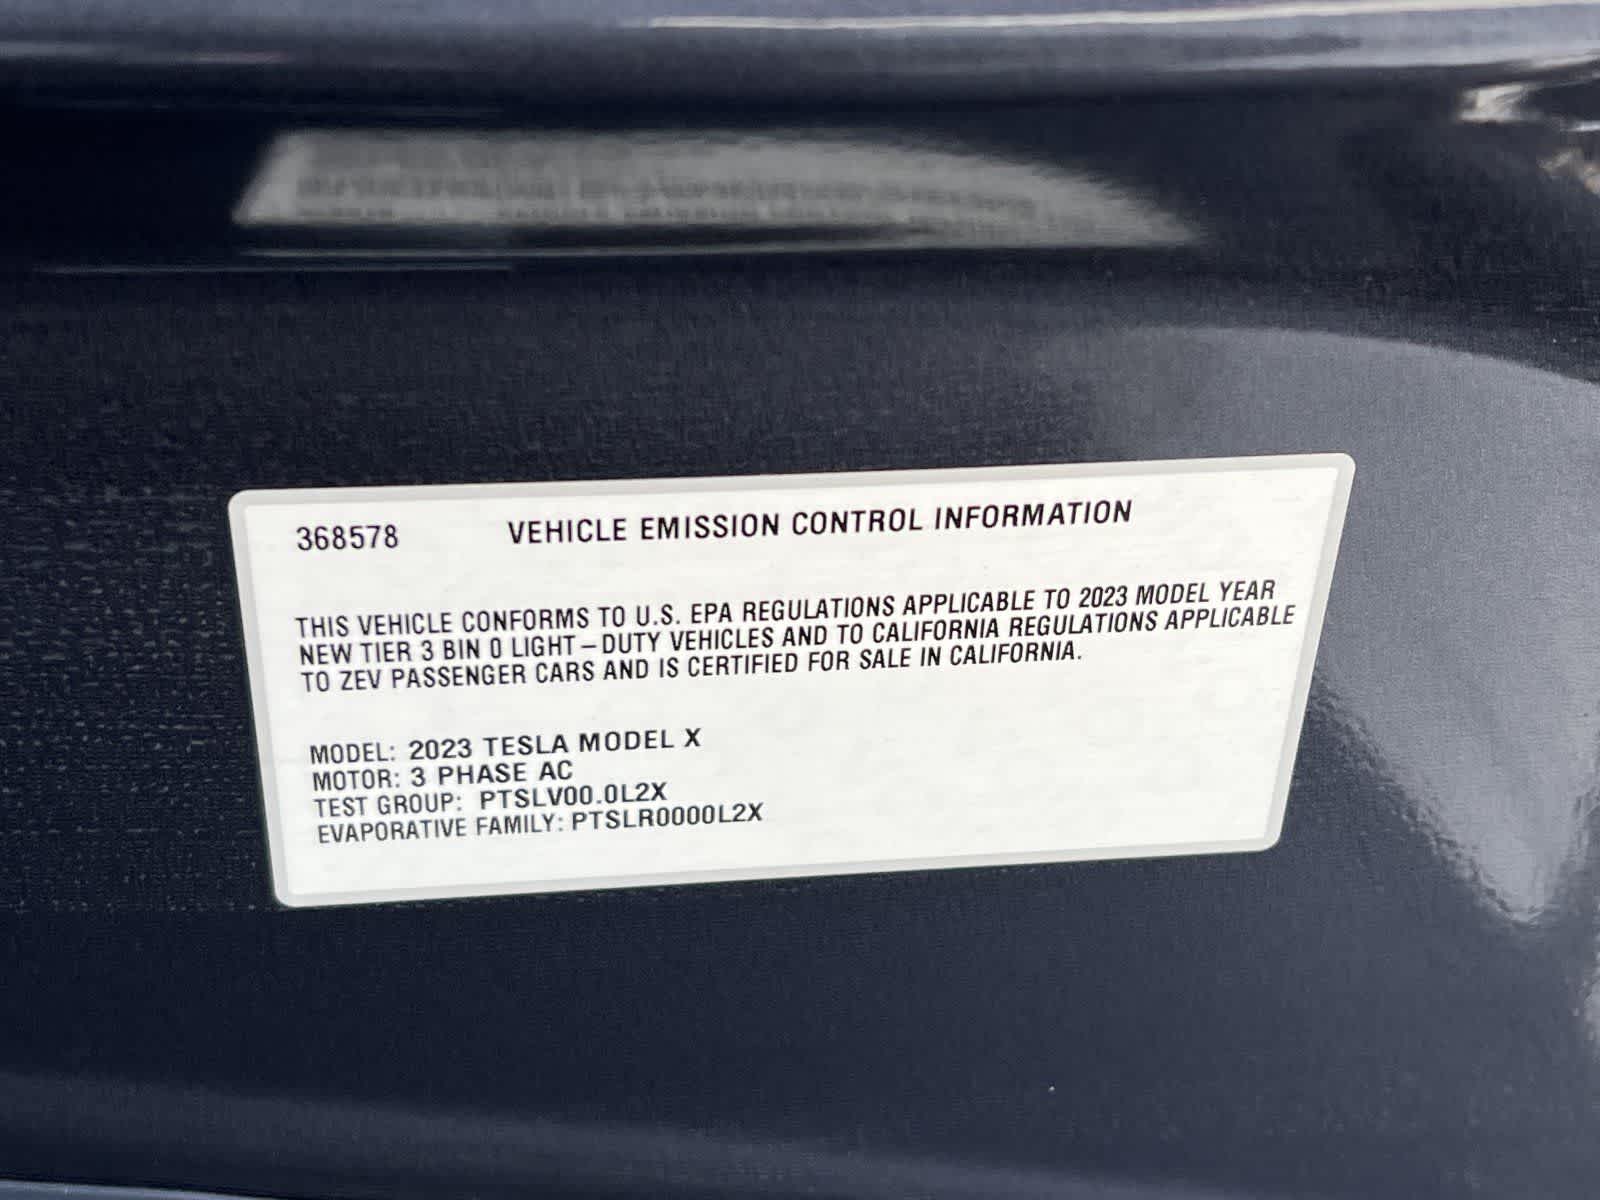 368578 VEHICLE EMISSION CONTROL INFORMATION
THIS VEHICLE CONFORMS TO U.S. EPA REGULATIONS APPLICABLE TO 2023 MODEL YEAR
NEW TIER 3 BIN 0 LIGHT–DUTY VEHICLES AND TO CALIFORNIA REGULATIONS APPLICABLE
TO ZEV PASSENGER CARS AND IS CERTIFIED FOR SALE IN CALIFORNIA.
MODEL: 2023 TESLA MODEL X
MOTOR: 3 PHASE AC
TEST GROUP: PTSLV00.0L2X
EVAPORATIVE FAMILY: PTSLR0000L2X